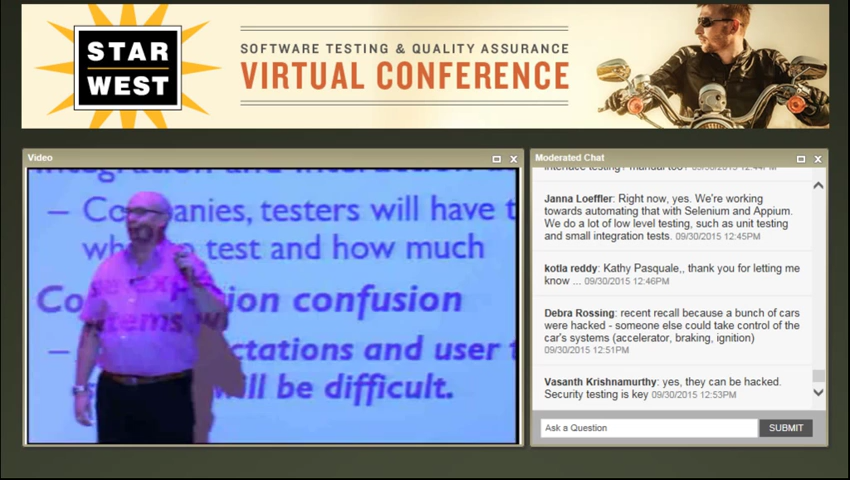 STAR
WEST
SOFTWARE TESTING & QUALITY ASSURANCE
VIRTUAL CONFERENCE
Video
– Companies, testers will have
to test and how much
ion confusion
tations and user
ill be difficult.
Moderated Chat
Janna Loeffler: Right now, yes. We're working
towards automating that with Selenium and Appium.
We do a lot of low level testing, such as unit testing
and small integration tests. 09/30/2015 12:45PM
kotla reddy: Kathy Pasquale,, thank you for letting me
know ... 09/30/2015 12:46PM
Debra Rossing: recent recall because a bunch of cars
were hacked - someone else could take control of the
car's systems (accelerator, braking, ignition)
09/30/2015 12:51PM
Vasanth Krishnamurthy: yes, they can be hacked.
Security testing is key 09/30/2015 12:53PM
Ask a Question
SUBMIT